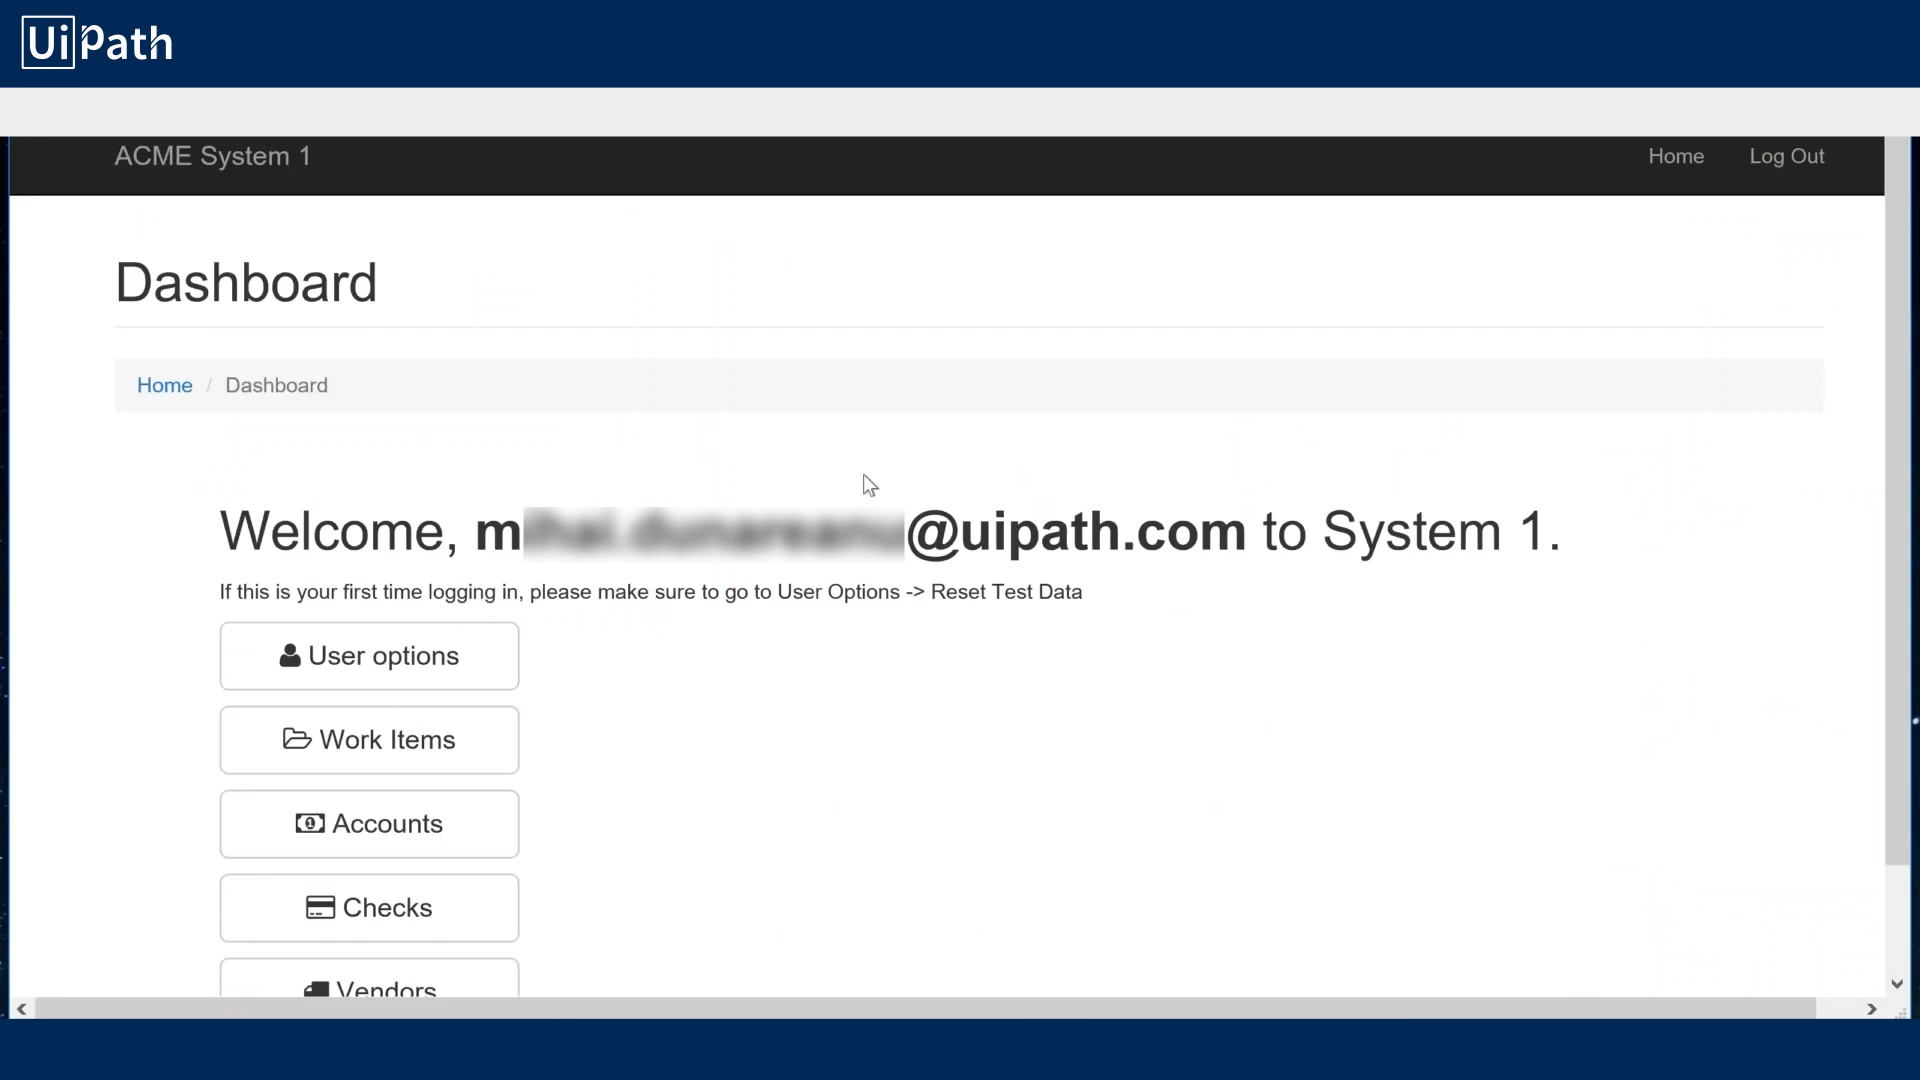 UiPath
ACME System 1
Home
Log Out
Dashboard
Home / Dashboard
Welcome, m @uipath.com to System 1.
If this is your first time logging in, please make sure to go to User Options -> Reset Test Data
User options
Work Items
Accounts
Checks
Vendors